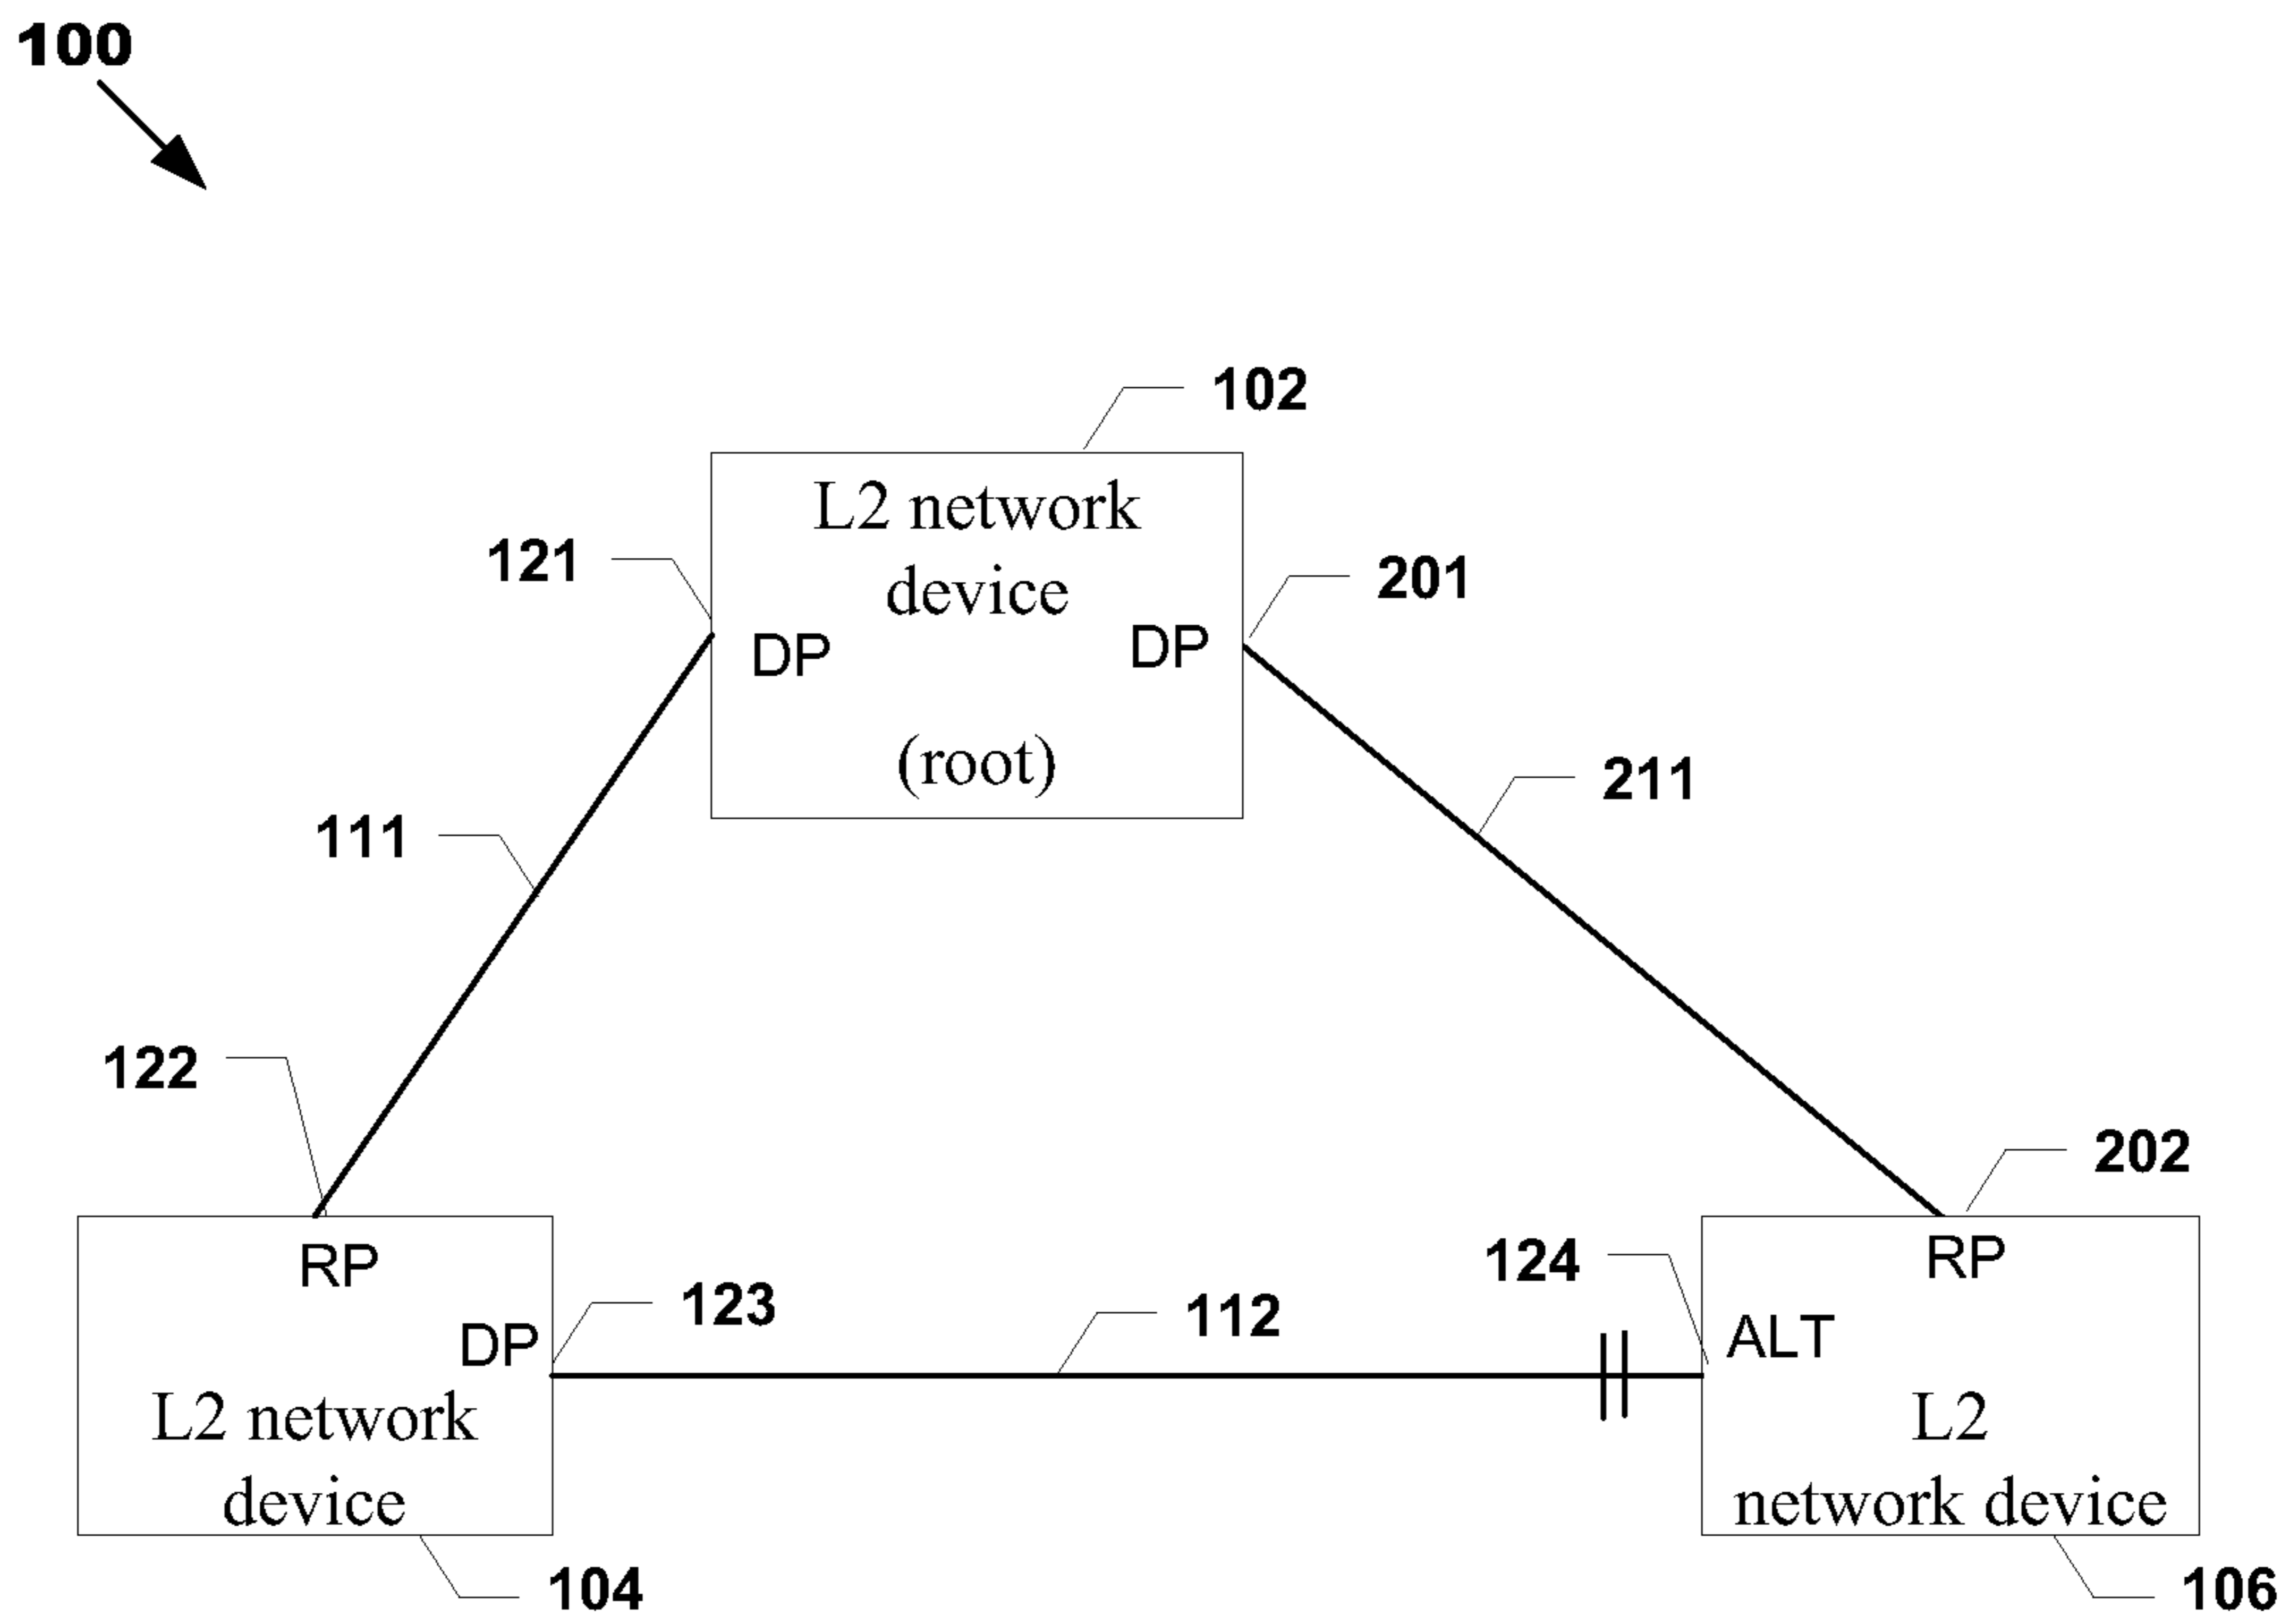 100
102
L2 network
device
121
201
DP
DP
(root)
211
111
122
202
124
RP
RP
123
112
DP
ALT
L2 network
device
L2
network device
104
106